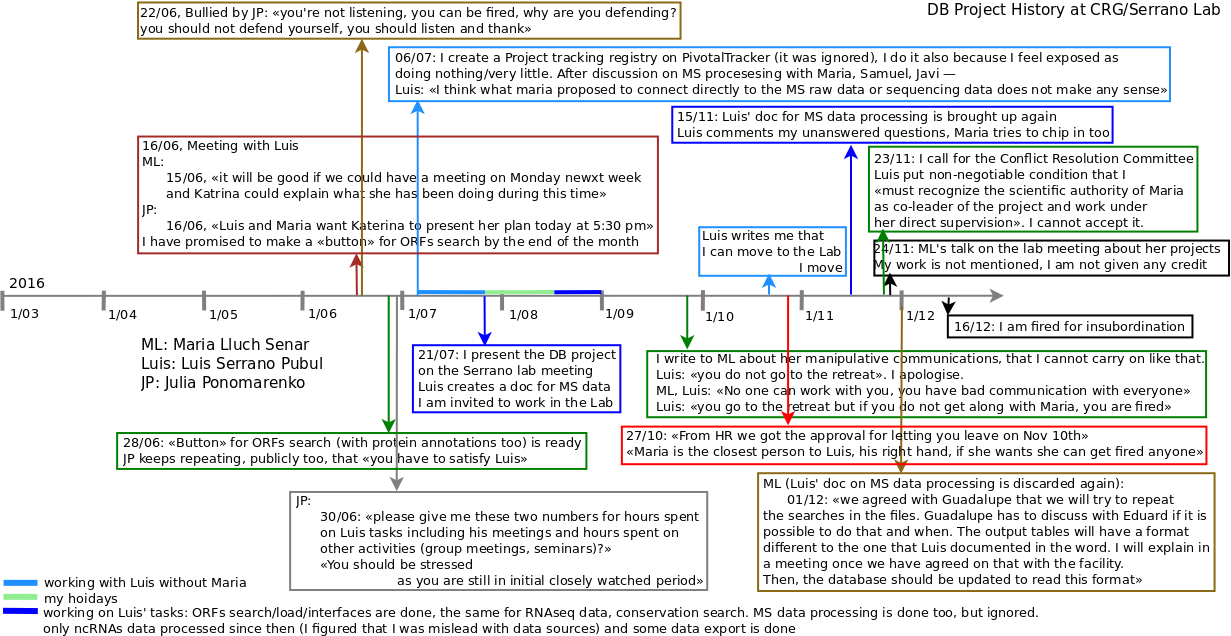 DB Project History at CRG/Serrano Lab
22/06, Bullied by JP: «you're not listening, you can be fired, why are you defending?
you should not defend yourself, you should listen and thank»
06/07: I create a Project tracking registry on PivotalTracker (it was ignored), I do it also because I feel exposed as
doing nothing/very little. After discussion on MS procesesing with Maria, Samuel, Javi —
Luis: «I think what maria proposed to connect directly to the MS raw data or sequencing data does not make any sense»
15/11: Luis' doc for MS data processing is brought up again
Luis comments my unanswered questions, Maria tries to chip in too
16/06, Meeting with Luis
ML:
15/06, «it will be good if we could have a meeting on Monday newxt week
and Katrina could explain what she has been doing during this time»
JP:
16/06, «Luis and Maria want Katerina to present her plan today at 5:30 pm»
I have promised to make a «button» for ORFs search by the end of the month
23/11: I call for the Conflict Resolution Committee
Luis put non-negotiable condition that I
«must recognize the scientific authority of Maria
as co-leader of the project and work under
her direct supervision». I cannot accept it.
Luis writes me that
I can move to the Lab
I move
24/11: ML's talk on the lab meeting about her projects
My work is not mentioned, I am not given any credit
2016
1/03
1/04
1/05
1/06
1/07
1/08
1/09
1/10
1/11
1/12
16/12: I am fired for insubordination
ML: Maria Lluch Senar
Luis: Luis Serrano Pubul
JP: Julia Ponomarenko
21/07: I present the DB project
on the Serrano lab meeting
Luis creates a doc for MS data
I am invited to work in the Lab
I write to ML about her manipulative communications, that I cannot carry on like that.
Luis: «you do not go to the retreat». I apologise.
ML, Luis: «No one can work with you, you have bad communication with everyone»
Luis: «you go to the retreat but if you do not get along with Maria, you are fired»
28/06: «Button» for ORFs search (with protein annotations too) is ready
JP keeps repeating, publicly too, that «you have to satisfy Luis»
27/10: «From HR we got the approval for letting you leave on Nov 10th»
«Maria is the closest person to Luis, his right hand, if she wants she can get fired anyone»
JP:
30/06: «please give me these two numbers for hours spent
on Luis tasks including his meetings and hours spent on
other activities (group meetings, seminars)?»
«You should be stressed
as you are still in initial closely watched period»
ML (Luis' doc on MS data processing is discarded again):
01/12: «we agreed with Guadalupe that we will try to repeat
the searches in the files. Guadalupe has to discuss with Eduard if it is
possible to do that and when. The output tables will have a format
different to the one that Luis documented in the word. I will explain in
a meeting once we have agreed on that with the facility.
Then, the database should be updated to read this format»
working with Luis without Maria
my hoidays
working on Luis' tasks: ORFs search/load/interfaces are done, the same for RNAseq data, conservation search. MS data processing is done too, but ignored.
only ncRNAs data processed since then (I figured that I was mislead with data sources) and some data export is done